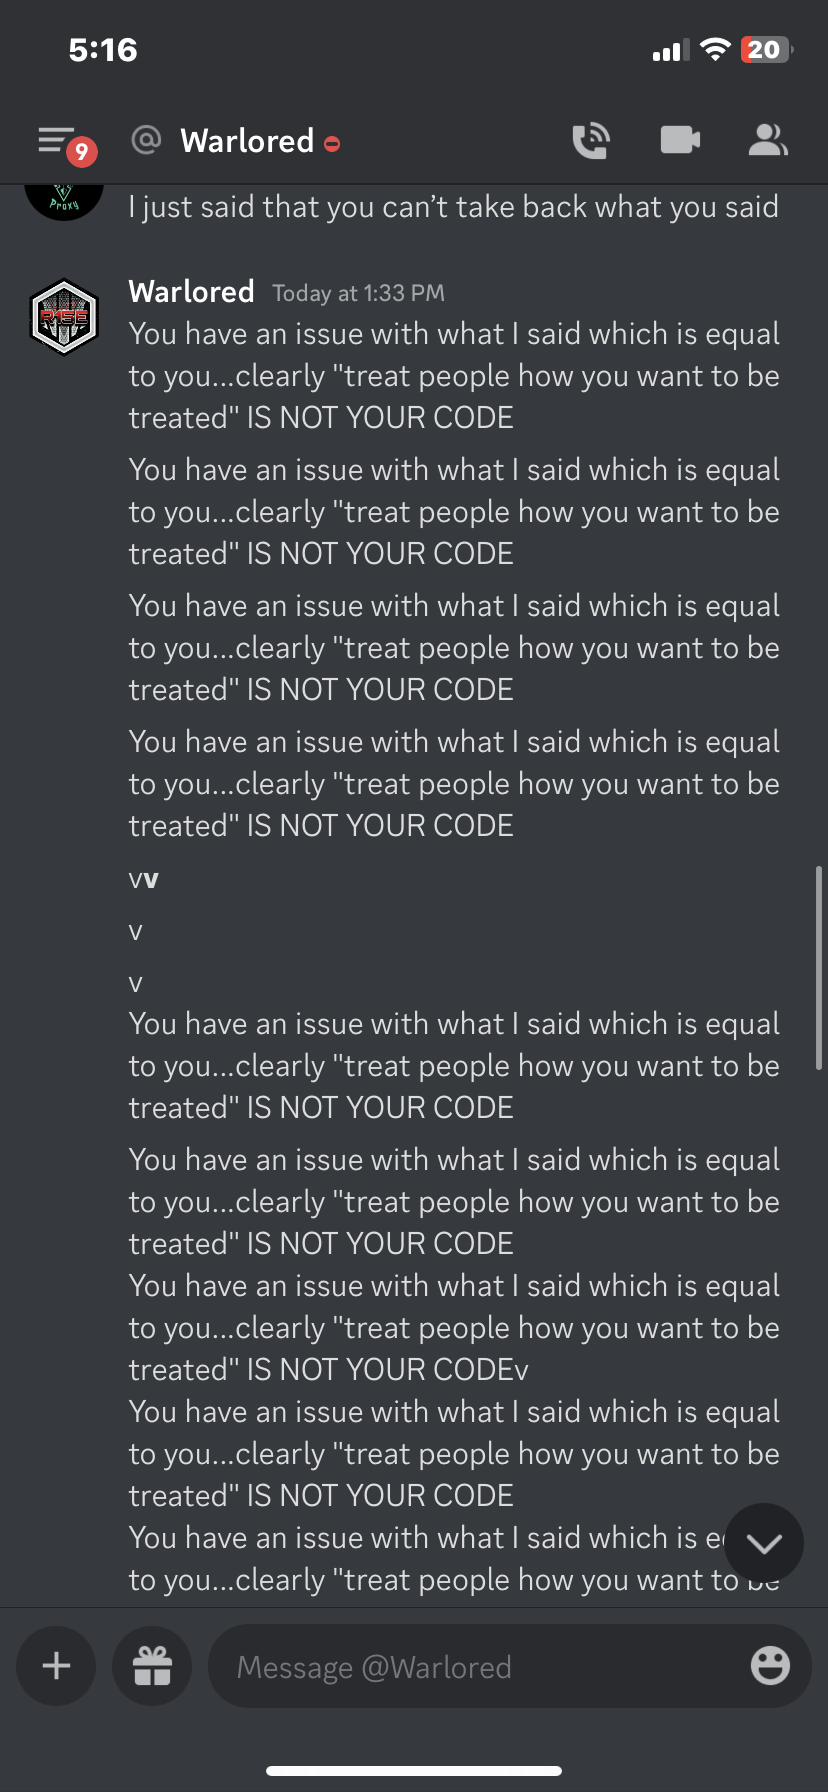 5:16
20
9
Warlored
Proxy
I just said that you can’t take back what you said
Warlored Today at 1:33 PM
R1SE
You have an issue with what I said which is equal
to you...clearly "treat people how you want to be
treated" IS NOT YOUR CODE
You have an issue with what I said which is equal
to you...clearly "treat people how you want to be
treated" IS NOT YOUR CODE
You have an issue with what I said which is equal
to you...clearly "treat people how you want to be
treated" IS NOT YOUR CODE
You have an issue with what I said which is equal
to you...clearly "treat people how you want to be
treated" IS NOT YOUR CODE
vv
v
v
You have an issue with what I said which is equal
to you...clearly "treat people how you want to be
treated" IS NOT YOUR CODE
You have an issue with what I said which is equal
to you...clearly "treat people how you want to be
treated" IS NOT YOUR CODE
You have an issue with what I said which is equal
to you...clearly "treat people how you want to be
treated" IS NOT YOUR CODEv
You have an issue with what I said which is equal
to you...clearly "treat people how you want to be
treated" IS NOT YOUR CODE
You have an issue with what I said which is
to you...clearly "treat people how you want to be
Message @Warlored